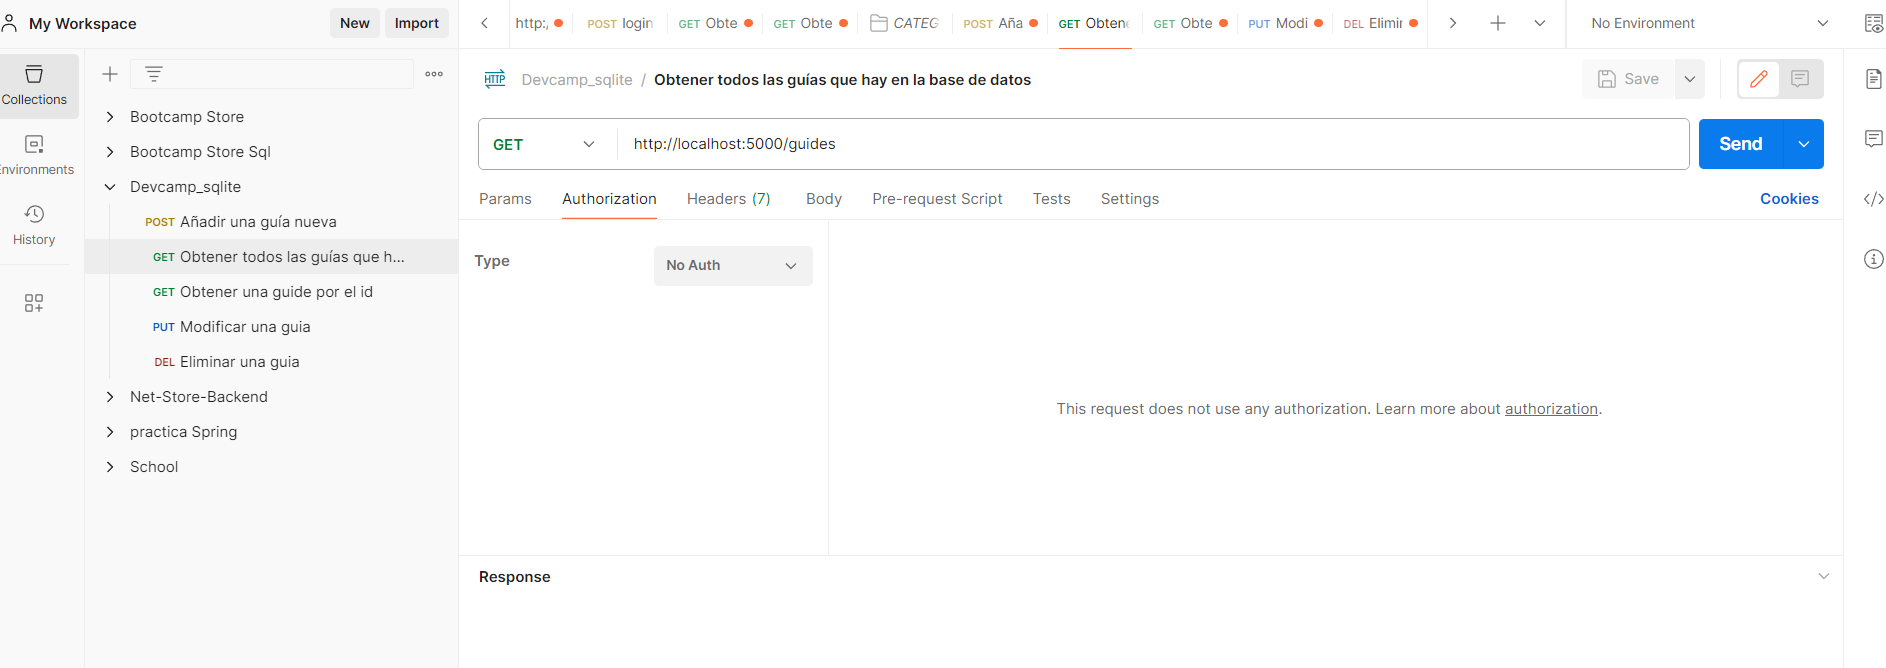 My Workspace
New
Import
http:/
POST login
GET Obte
GET Obte
CATEG
POST Aña
GET Obten
GET Obte
PUT Modi
DEL Elimin
No Environment
Collections
Environments
History
Bootcamp Store
Bootcamp Store Sql
Devcamp_sqlite
POST Añadir una guía nueva
GET Obtener todos las guías que h...
GET Obtener una guide por el id
PUT Modificar una guia
DEL Eliminar una guia
Net-Store-Backend
practica Spring
School
HTTP
Devcamp_sqlite / Obtener todos las guías que hay en la base de datos
Save
GET
http://localhost:5000/guides
Send
Params
Authorization
Headers (7)
Body
Pre-request Script
Tests
Settings
Cookies
Type
No Auth
This request does not use any authorization. Learn more about authorization.
Response